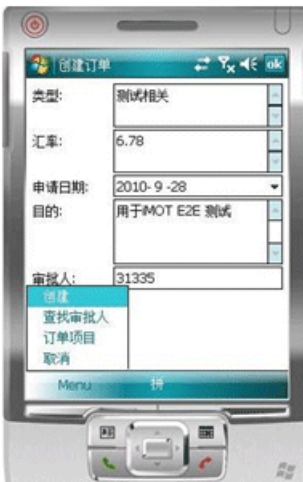 创建订单
ok
类型:
测试相关
汇率:
6.78
申请日期:
2010- 9 -28
目的:
用于iMOT E2E 测试
审批人:
31335
创建
查找审批人
订单项目
取消
Menu
拼